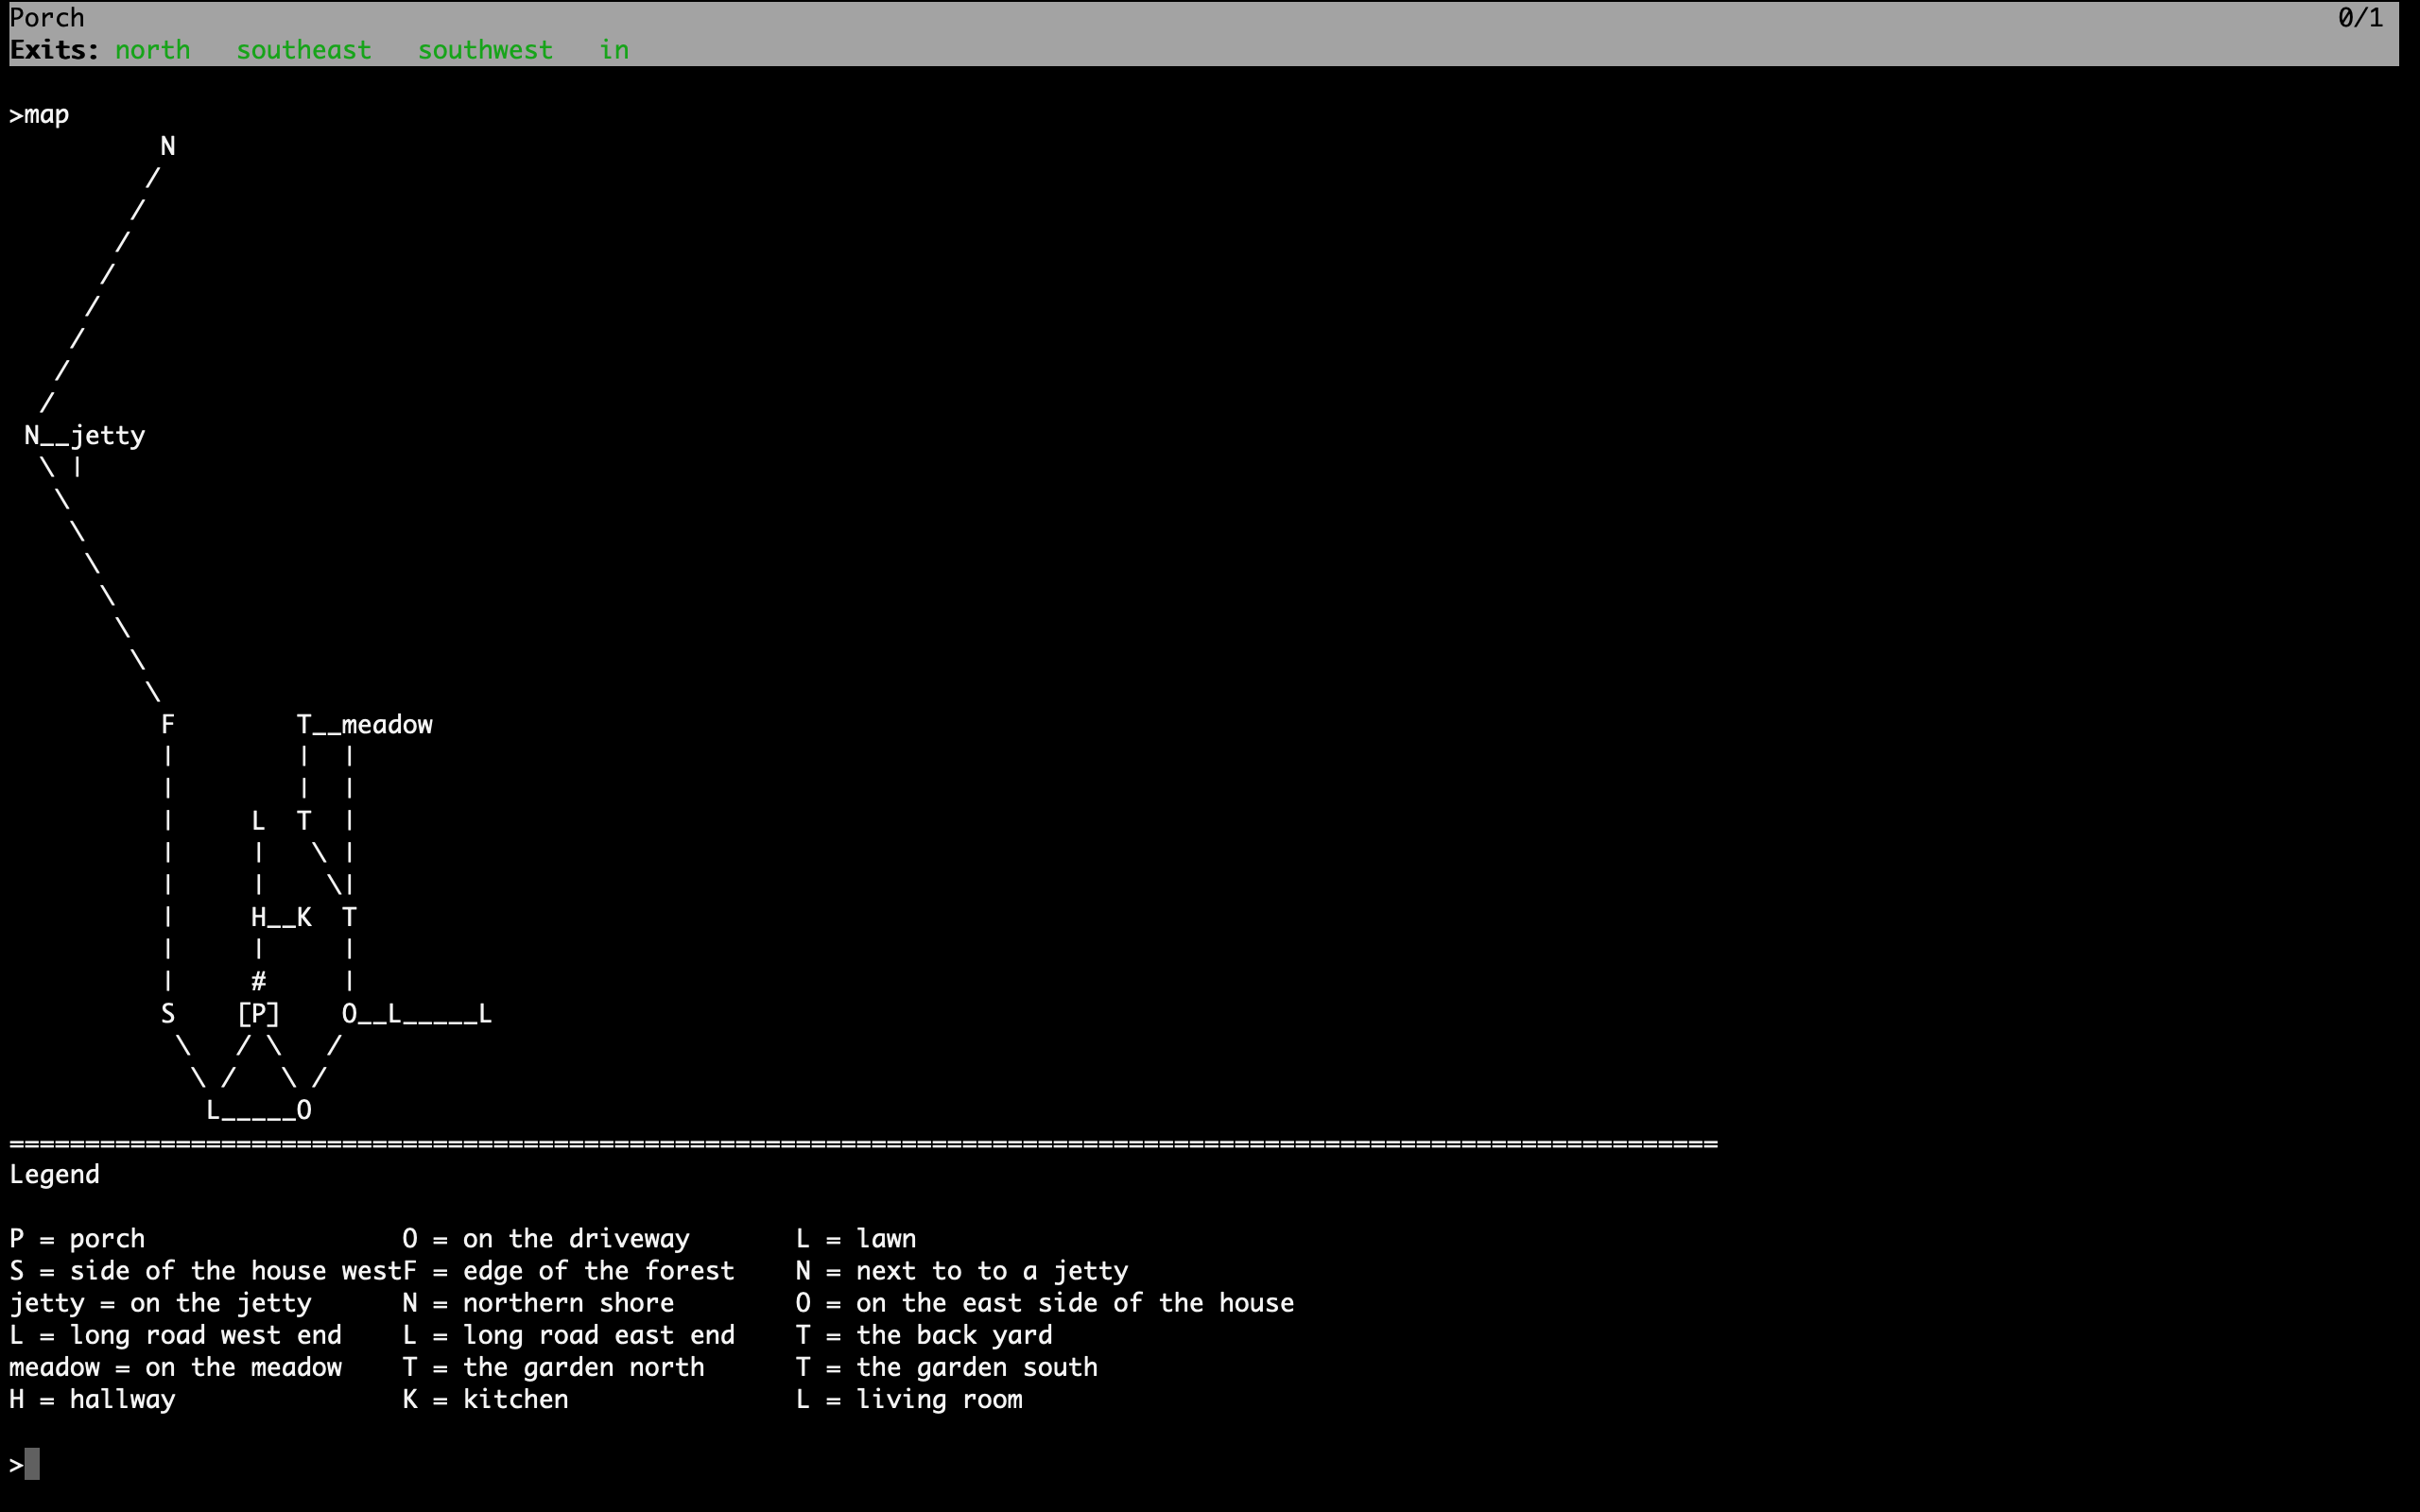 Porch 0/1
Exits: north southeast southwest in
>map
          N
         /
        /
       /
      /
     /
    /
   /
  /
 N__jetty
  \ |
   \
    \
     \
      \
       \
        \
         \
          F        T__meadow
          |        |  |
          |        |  |
          |     L  T  |
          |     |   \ |
          |     |    \|
          |     H__K  T
          |     |     |
          |     #     |
          S    [P]    O__L_____L
           \   / \   /
            \ /   \ /
             L_____O
=================================================================================================================
Legend
P = porch O = on the driveway L = lawn
S = side of the house westF = edge of the forest N = next to to a jetty
jetty = on the jetty N = northern shore O = on the east side of the house
L = long road west end L = long road east end T = the back yard
meadow = on the meadow T = the garden north T = the garden south
H = hallway K = kitchen L = living room
>